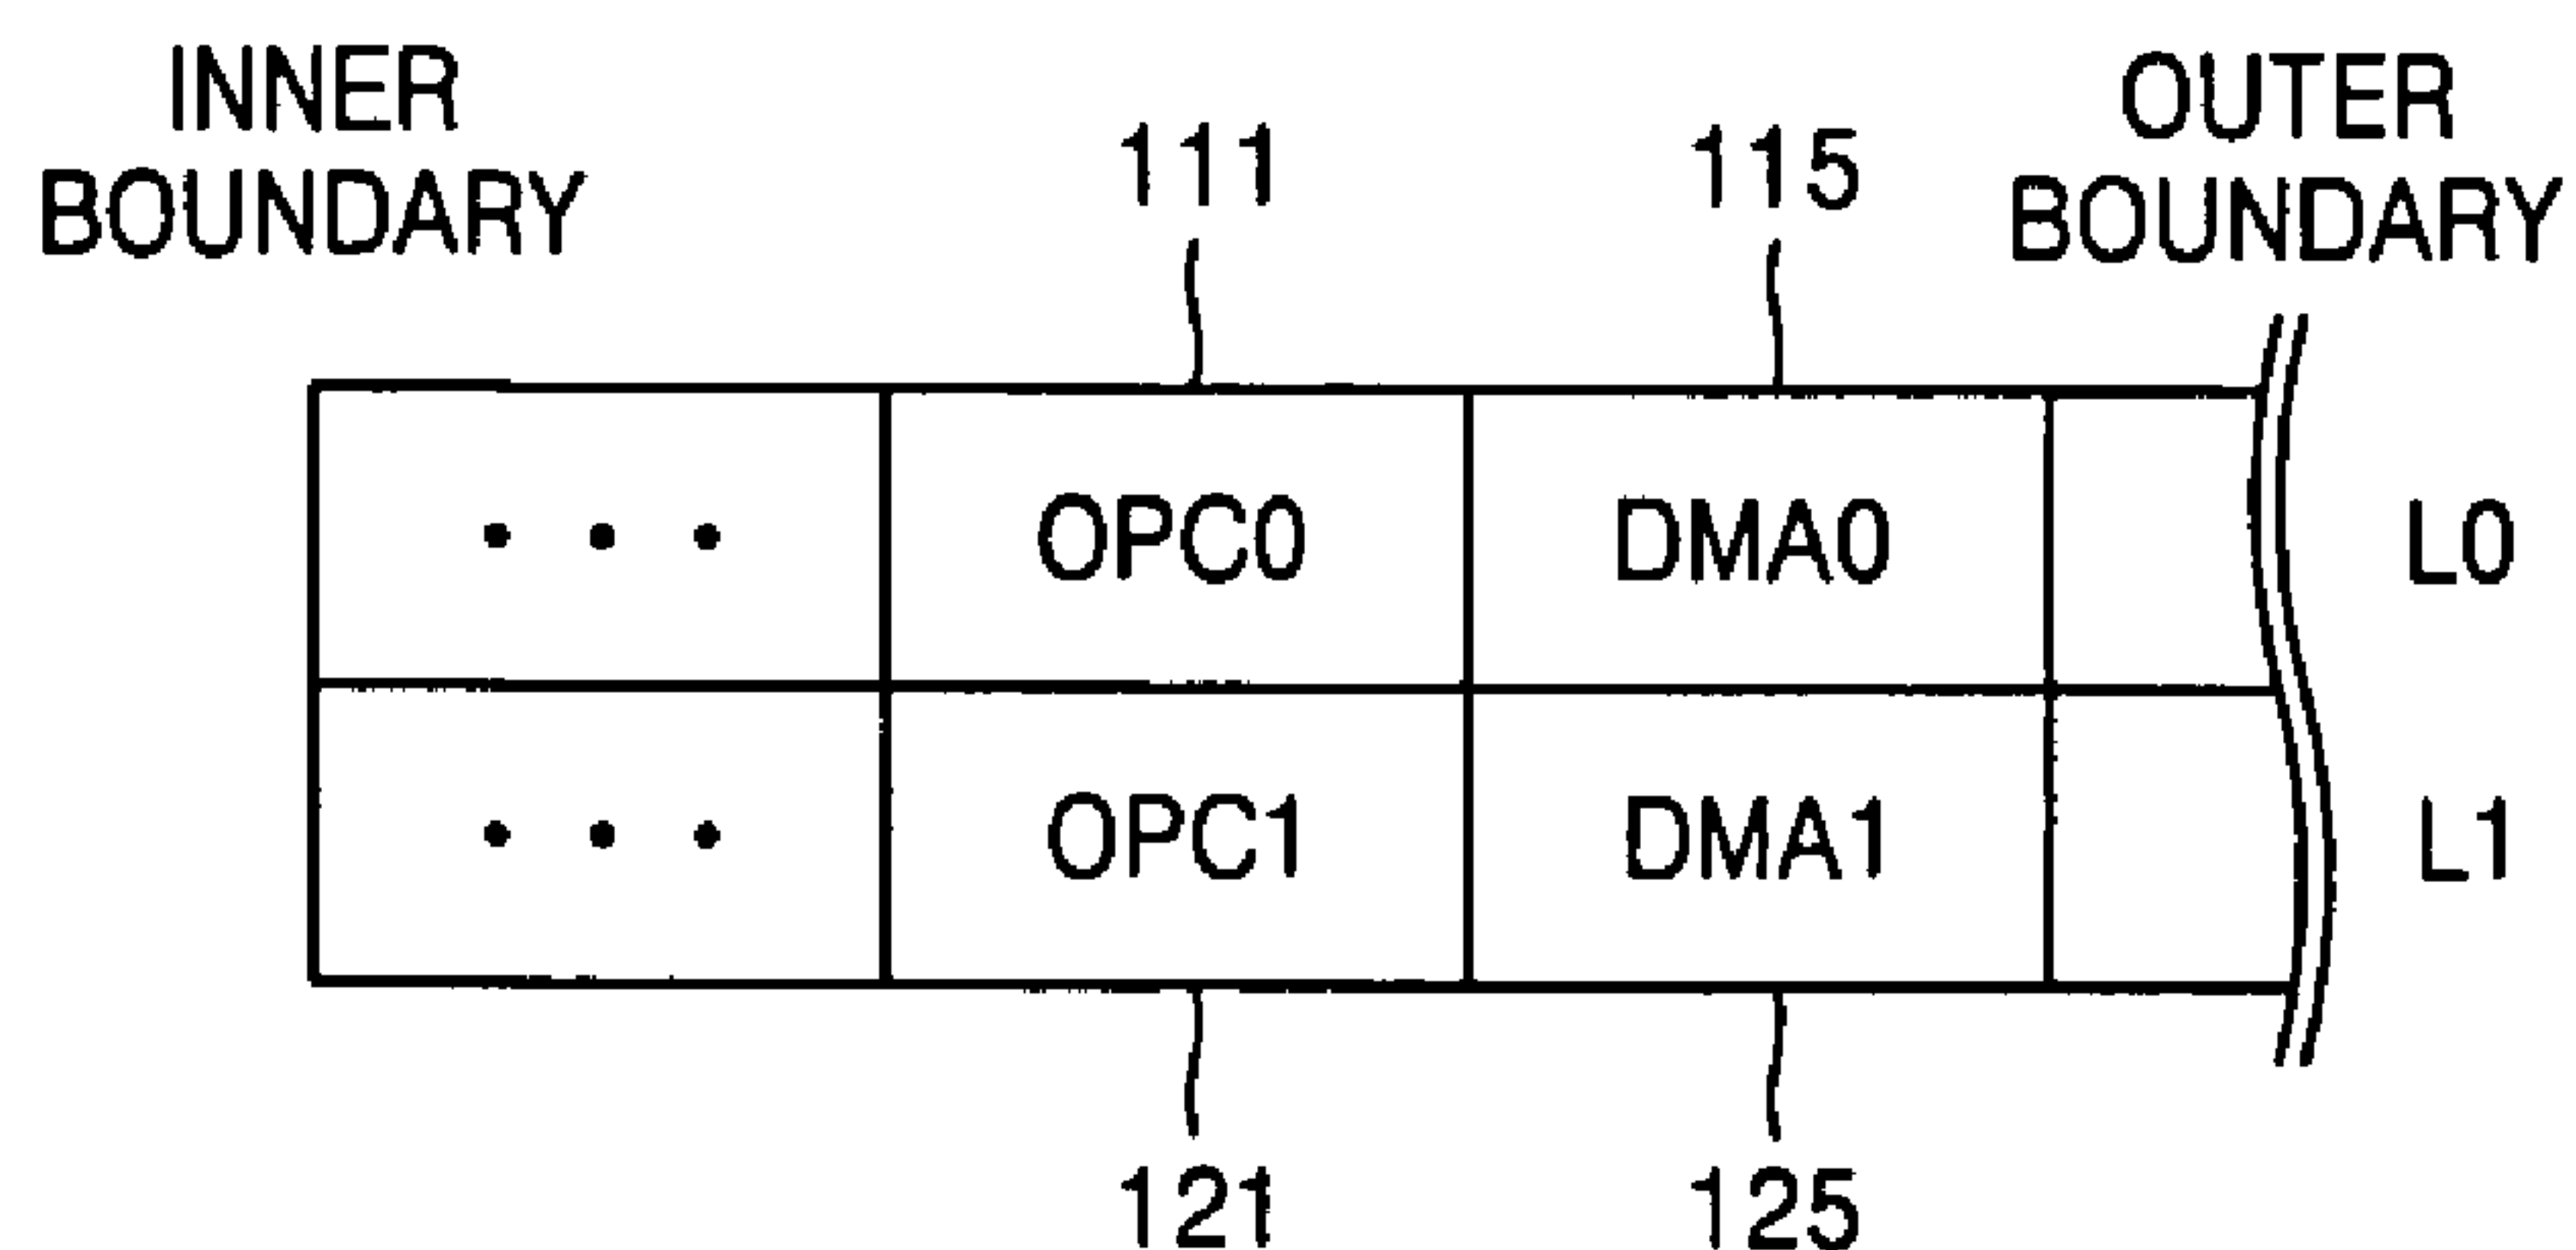 INNER
BOUNDARY
111
115
OUTER
BOUNDARY
• • •
OPC0
DMA0
L0
• • •
OPC1
DMA1
L1
121
125